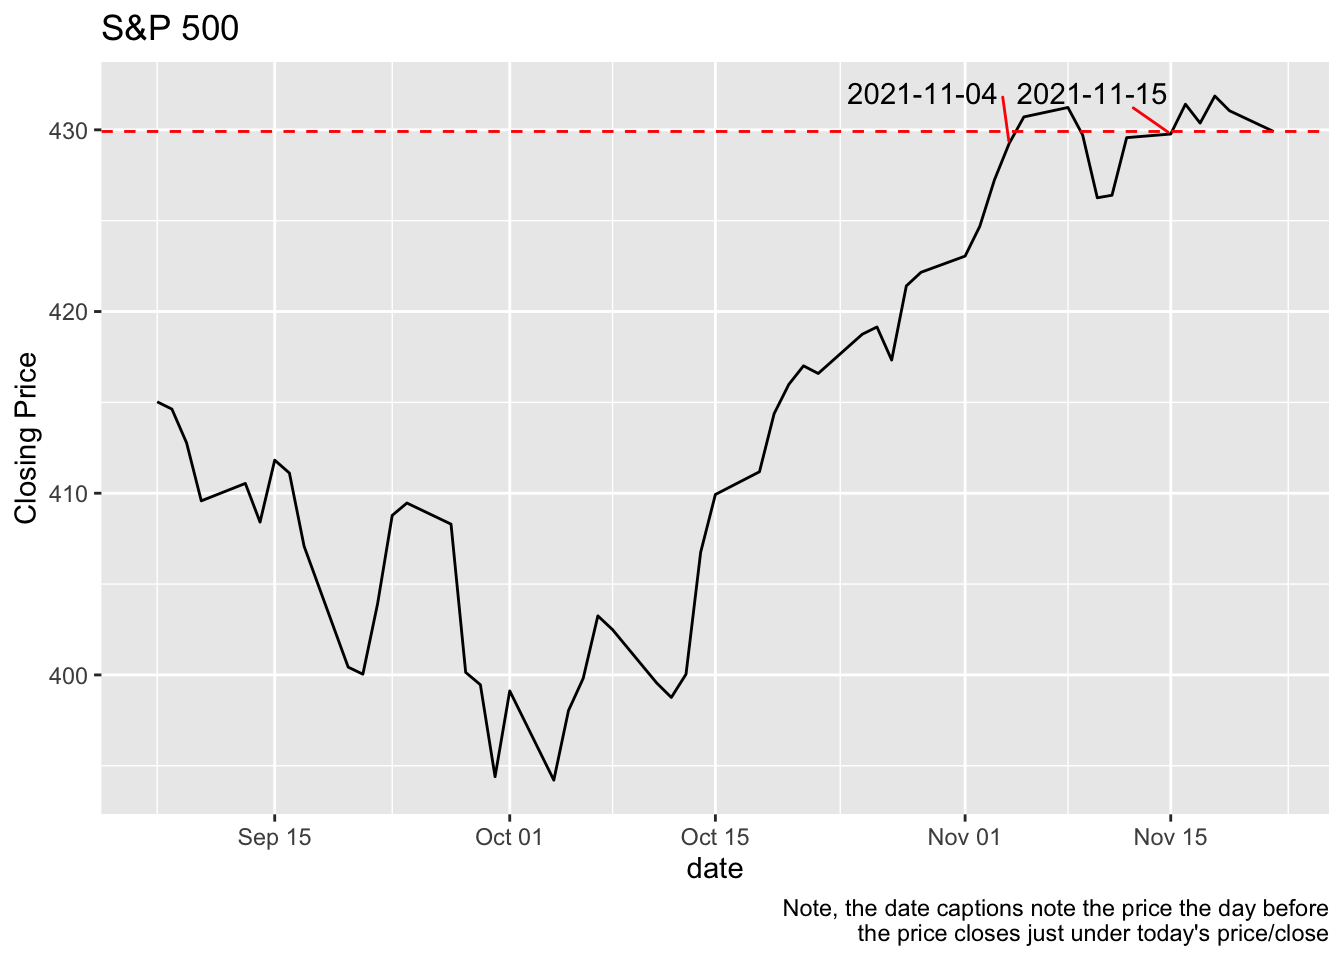 S&P 500
2021-11-04 2021-11-15
430
420
410
400
Closing Price
Sep 15 Oct 01 Oct 15 Nov 01 Nov 15
date
Note, the date captions note the price the day before
the price closes just under today's price/close